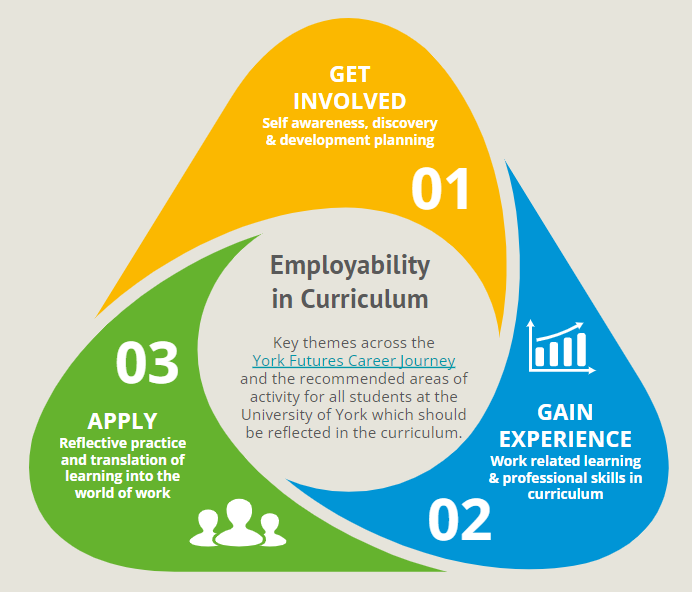 GET
INVOLVED
Self awareness, discovery
& development planning
01
Employability
in Curriculum
Key themes across the
York Futures Career Journey
and the recommended areas of
activity for all students at the
University of York which should
be reflected in the curriculum.
GAIN
EXPERIENCE
Work related learning
& professional skills in
curriculum
02
03
APPLY
Reflective practice
and translation of
learning into the
world of work